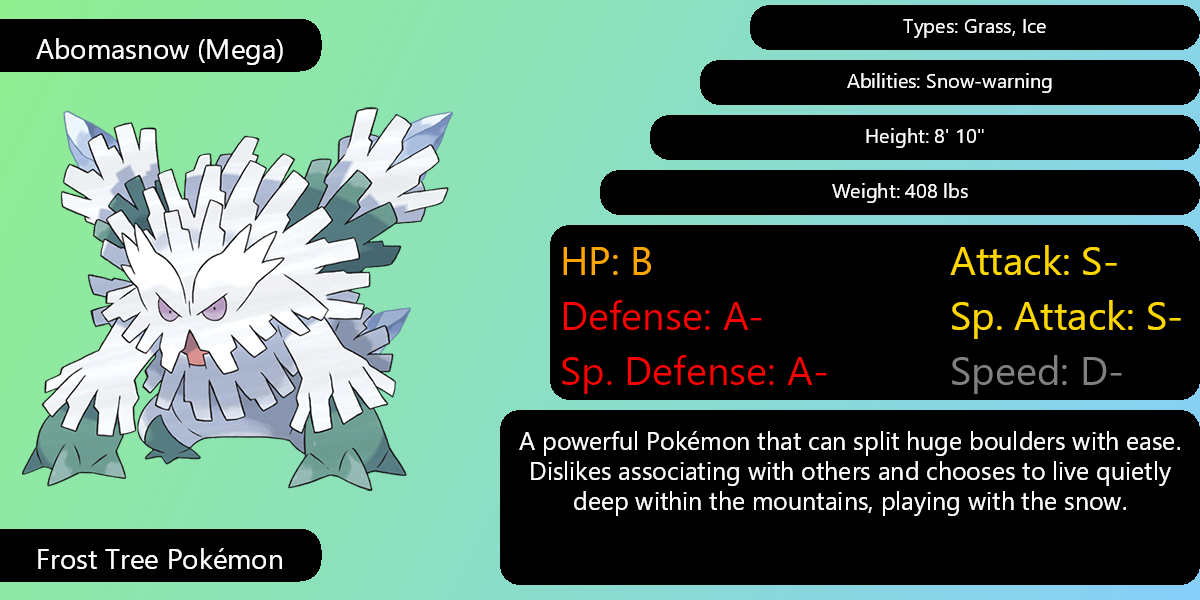 Abomasnow (Mega)
Types: Grass, Ice
Abilities: Snow-warning
Height: 8' 10"
Weight: 408 lbs
HP: B
Attack: S-
Defense: A-
Sp. Attack: S-
Sp. Defense: A-
Speed: D-
A powerful Pokémon that can split huge boulders with ease.
Dislikes associating with others and chooses to live quietly
deep within the mountains, playing with the snow.
Frost Tree Pokémon